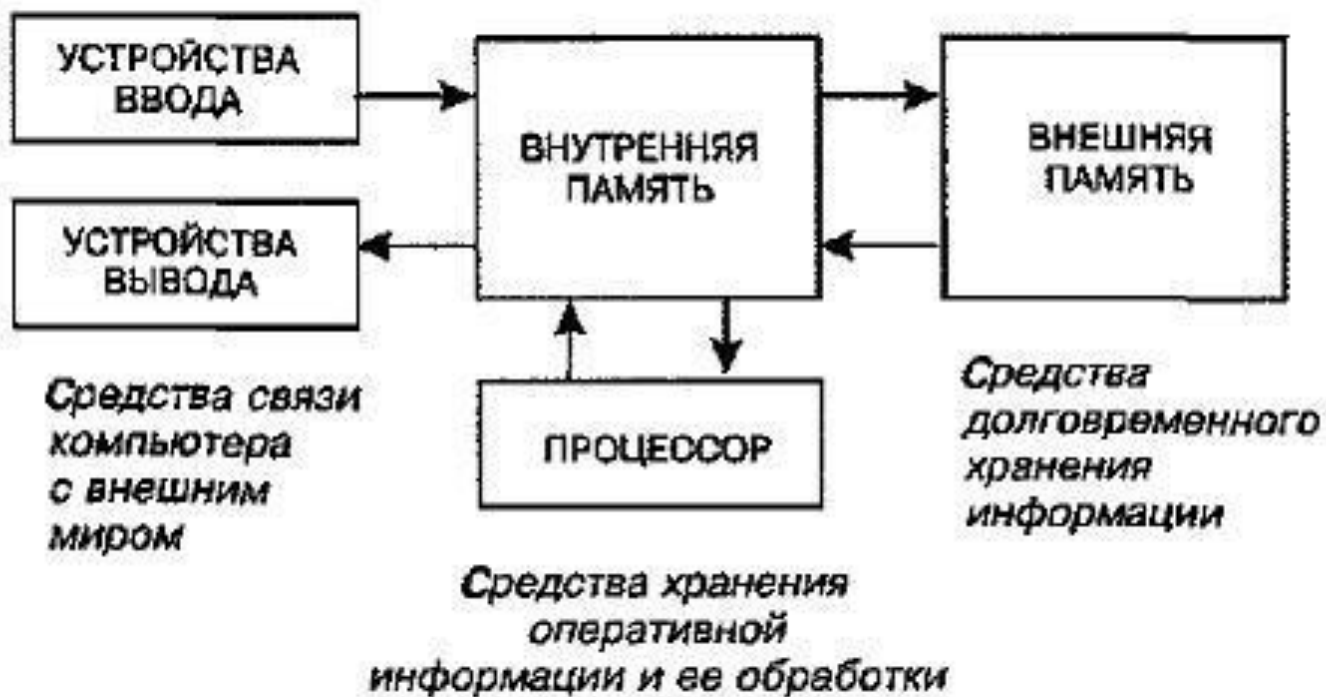 УСТРОЙСТВА
ВВОДА
УСТРОЙСТВА
ВЫВОДА
ВНУТРЕННЯЯ
ПАМЯТЬ
ВНЕШНЯЯ
ПАМЯТЬ
ПРОЦЕССОР
Средства связи
компьютера
с внешним
миром
Средства хранения
оперативной
информации и ее обработки
Средства
долговременного
хранения
информации